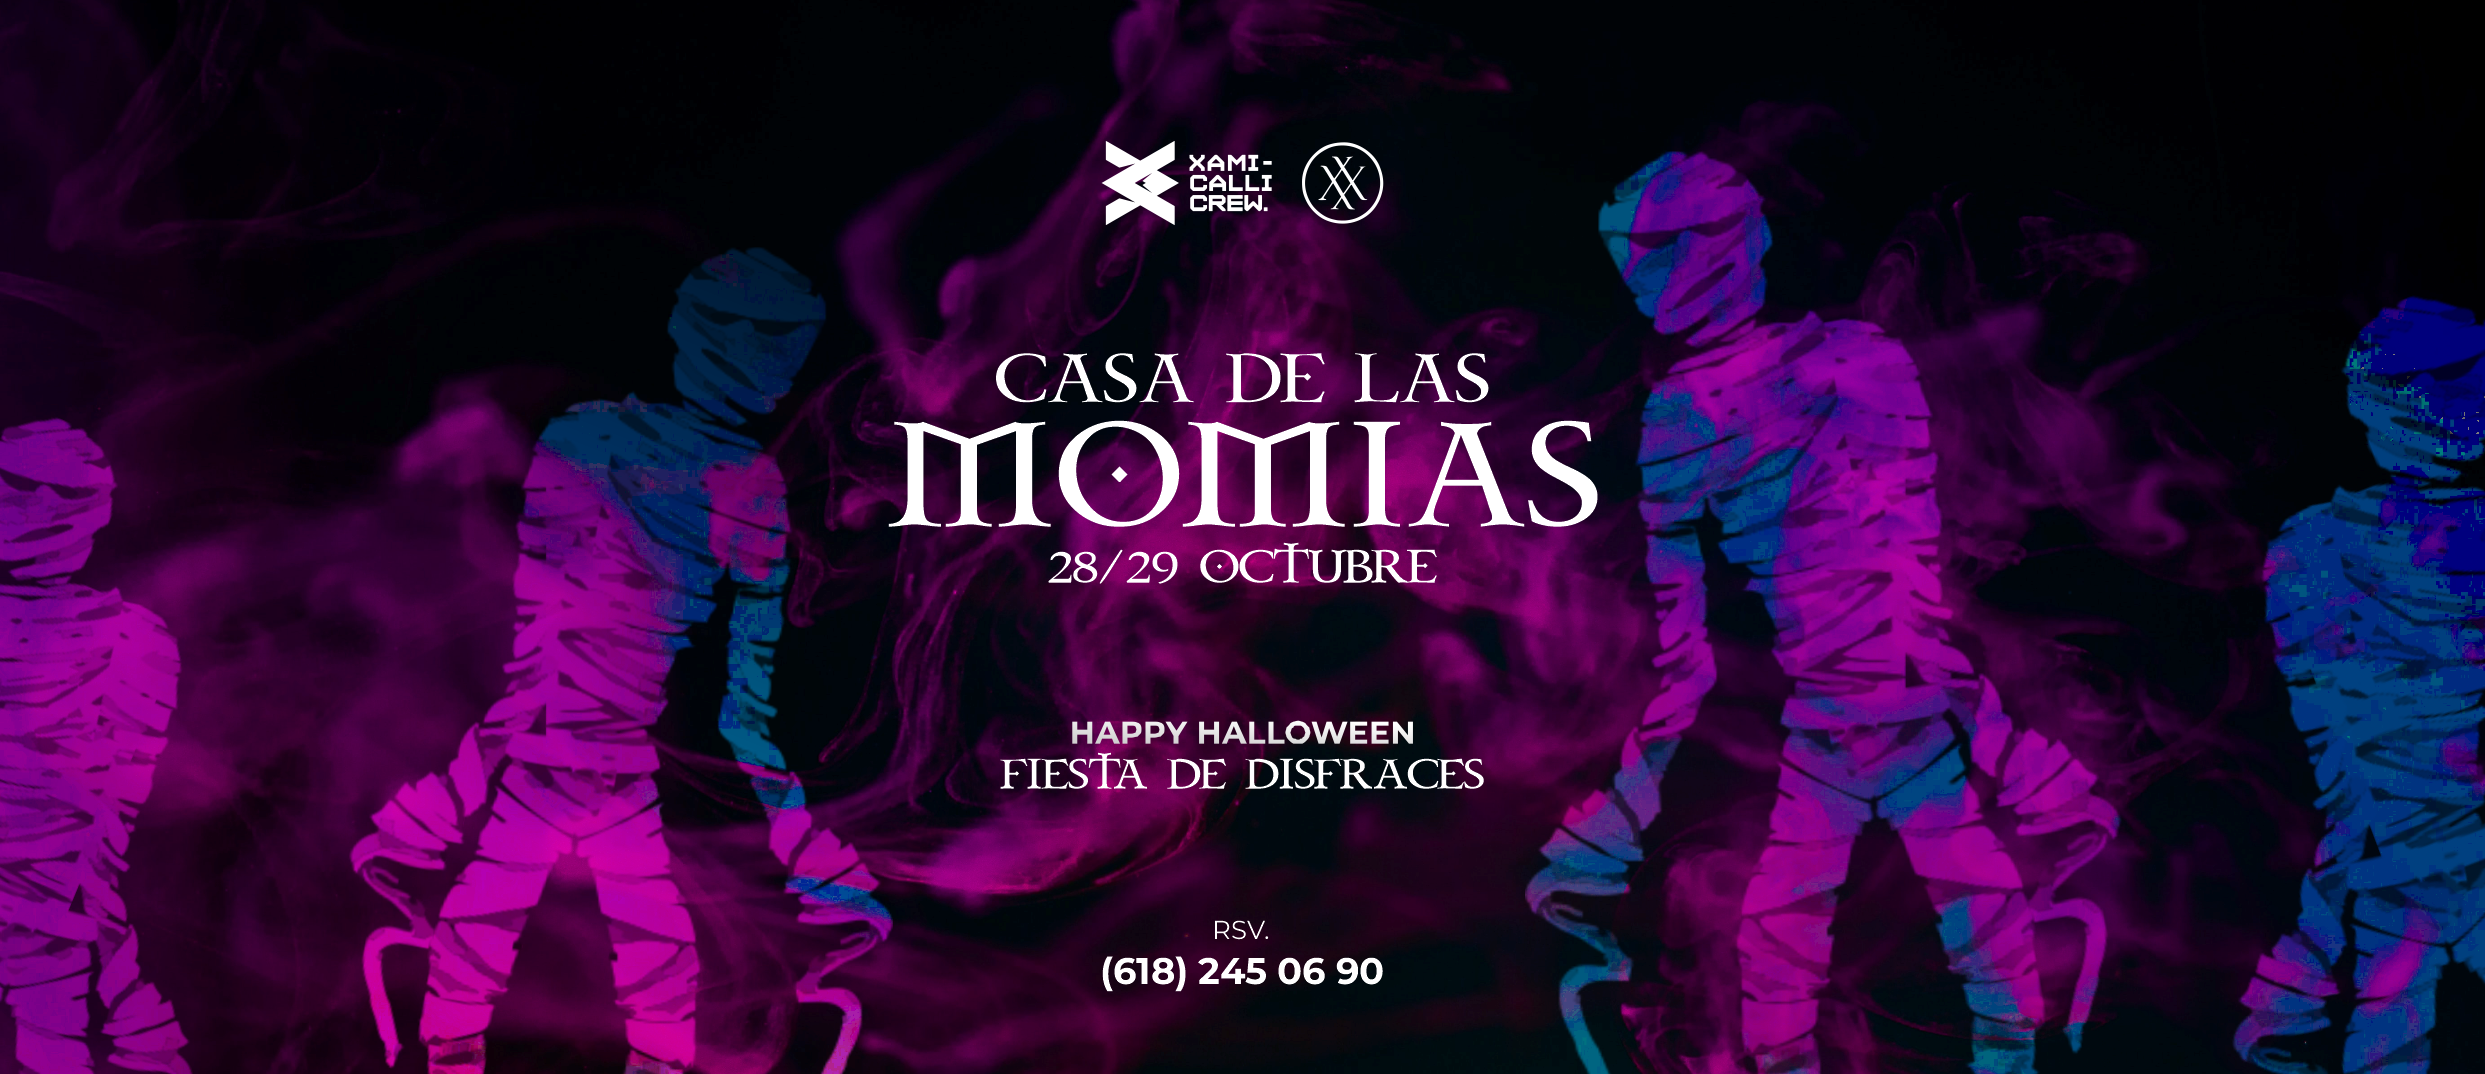 XAMI-
CALLI
CREW.
XXX
CASA DE LAS
MOMIAS
28/29 OCTUBRE
HAPPY HALLOWEEN
FIESTA DE DISFRACES
RSV.
(618) 245 06 90